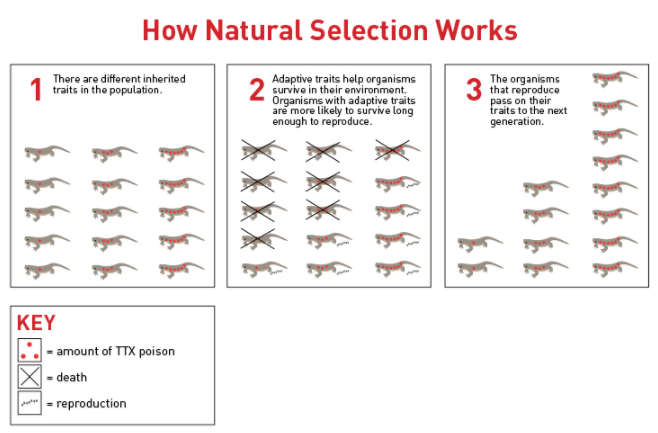 How Natural Selection Works
1
There are different inherited
traits in the population.
2
Adaptive traits help organisms
survive in their environment.
Organisms with adaptive traits
are more likely to survive long
enough to reproduce.
3
The organisms
that reproduce
pass on their
traits to the next
generation.
KEY
= amount of TTX poison
= death
= reproduction